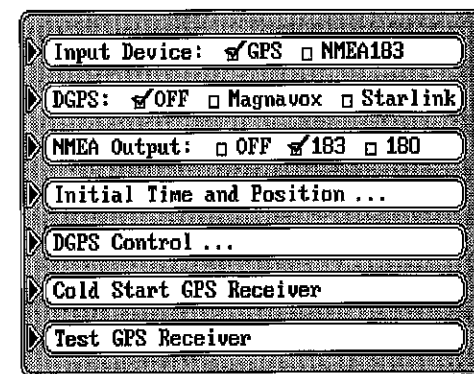 Input Device: GPS NMEA183
DGPS: OFF Magnavox Starlink
NMEA Output: OFF 183 180
Initial Time and Position ...
DGPS Control ...
Cold Start GPS Receiver
Test GPS Receiver